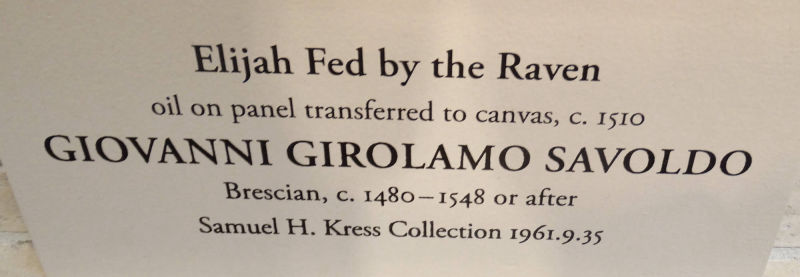 Elijah Fed by the Raven
oil on panel transferred to canvas, c. 1510
GIOVANNI GIROLAMO SAVOLDO
Brescian, c. 1480–1548 or after
Samuel H. Kress Collection 1961.9.35